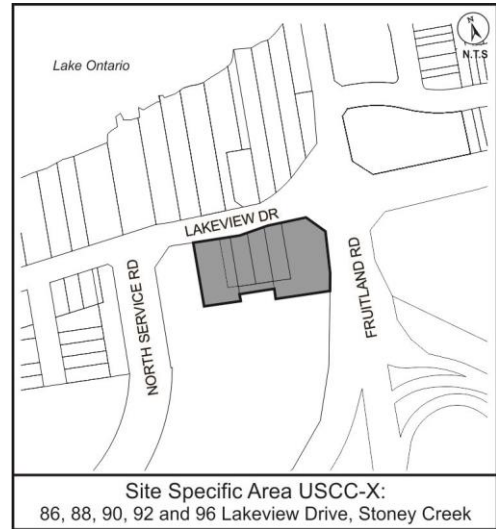 N
N.T.S
Lake Ontario
LAKEVIEW DR
NORTH SERVICE RD
FRUITLAND RD
Site Specific Area USCC-X:
86, 88, 90, 92 and 96 Lakeview Drive, Stoney Creek